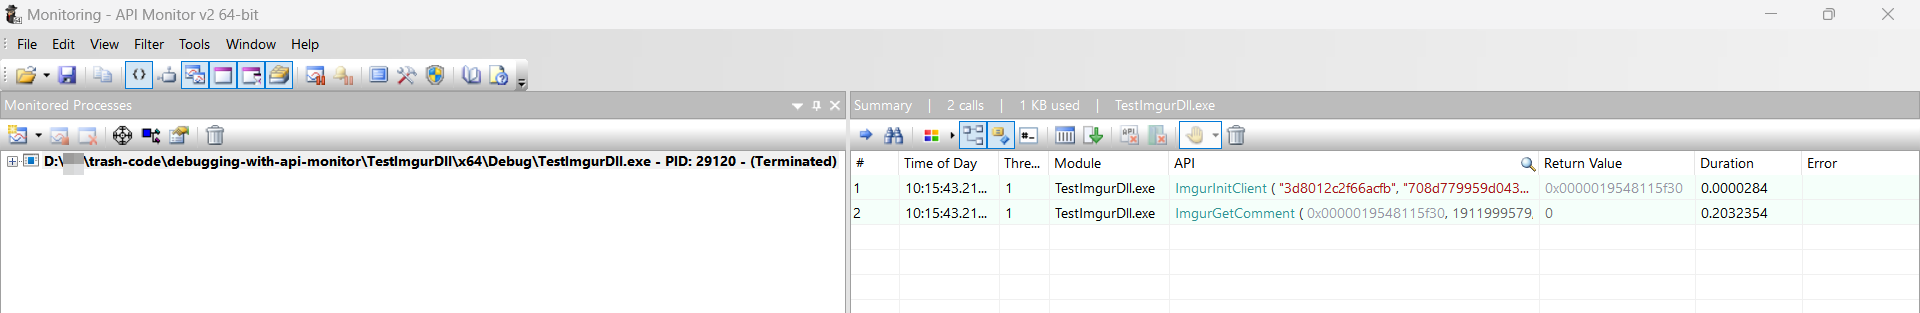 Monitoring - API Monitor v2 64-bit
File Edit View Filter Tools Window Help
Monitored Processes
D:\ \trash-code\debugging-with-api-monitor\TestImgurDll\x64\Debug\TestImgurDll.exe - PID: 29120 - (Terminated)
Summary | 2 calls | 1 KB used | TestImgurDll.exe
# Time of Day Thre... Module API Return Value Duration Error
1 10:15:43.21... 1 TestImgurDll.exe ImgurInitClient ( "3d8012c2f66acfb", "708d779959d043... 0x0000019548115f30 0.0000284
2 10:15:43.21... 1 TestImgurDll.exe ImgurGetComment ( 0x0000019548115f30, 1911999579, 0 0.2032354